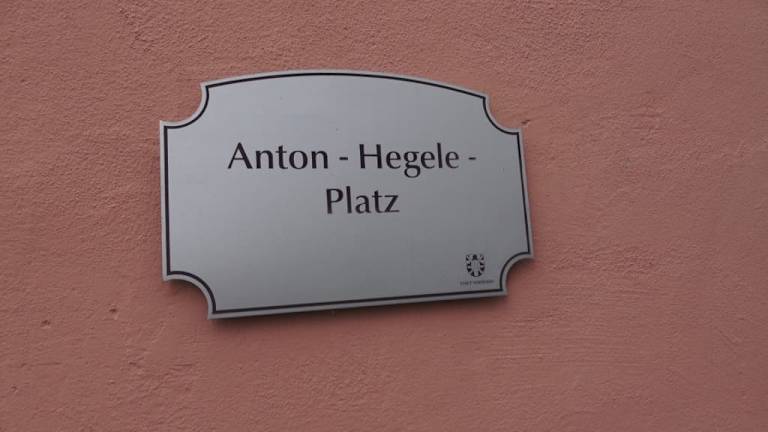 Anton - Hegele -
Platz